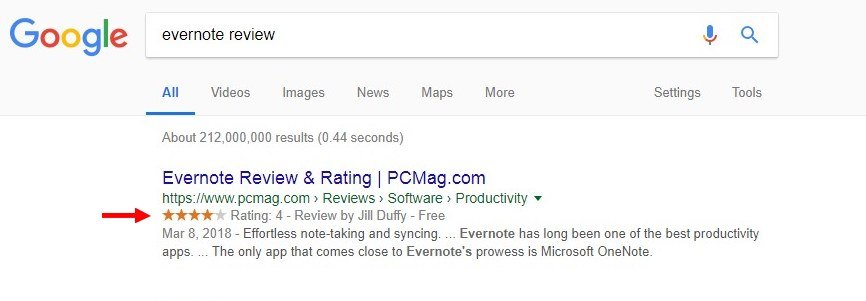 Google
evernote review
All Videos Images News Maps More Settings Tools
About 212,000,000 results (0.44 seconds)
Evernote Review & Rating | PCMag.com
https://www.pcmag.com › Reviews › Software › Productivity
Rating: 4 - Review by Jill Duffy - Free
Mar 8, 2018 - Effortless note-taking and syncing. ... Evernote has long been one of the best productivity
apps. ... The only app that comes close to Evernote's prowess is Microsoft OneNote.